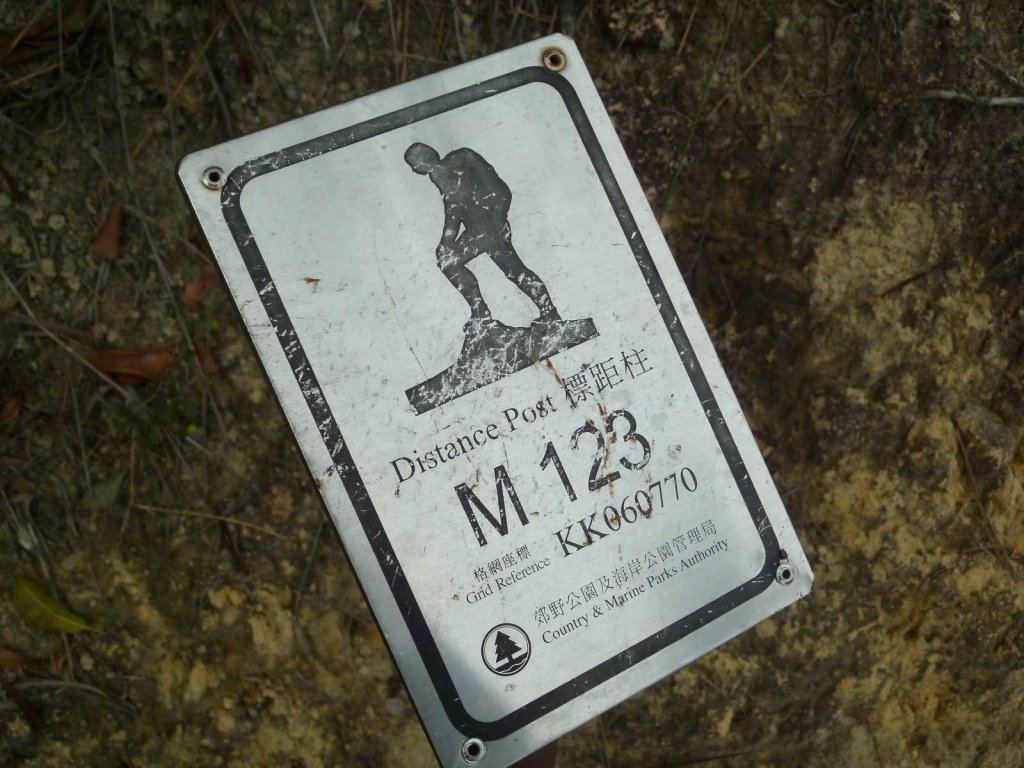 Distance Post 標距柱
M 123
格網座標
Grid Reference KK060770
郊野公園及海岸公園管理局
Country & Marine Parks Authority